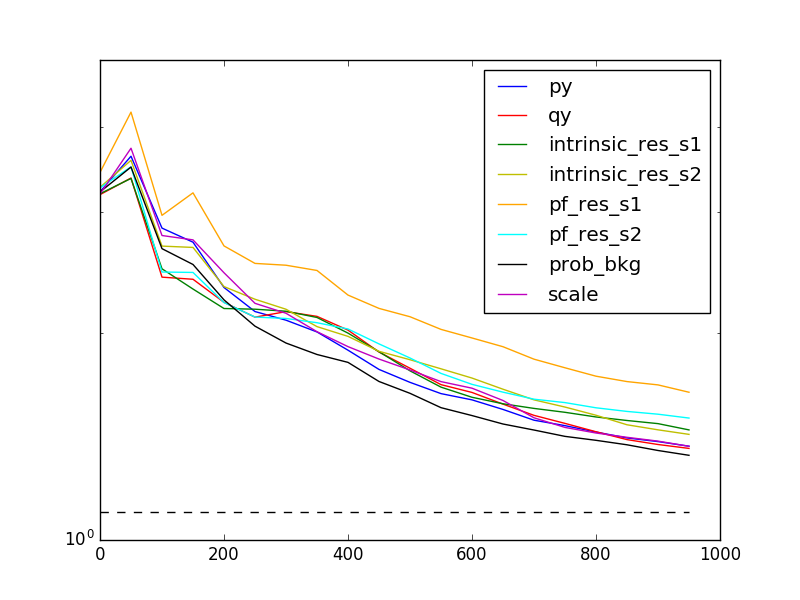 py
qy
intrinsic_res_s1
intrinsic_res_s2
pf_res_s1
pf_res_s2
prob_bkg
scale
10^0
0 200 400 600 800 1000